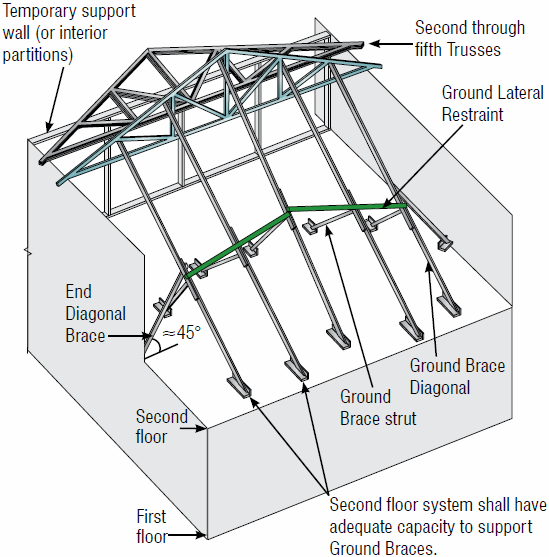 Temporary support
wall (or interior
partitions)
Second through
fifth Trusses
Ground Lateral
Restraint
End
Diagonal
Brace
≈45°
Ground Brace
Diagonal
Ground
Brace strut
Second
floor
First
floor
Second floor system shall have
adequate capacity to support
Ground Braces.